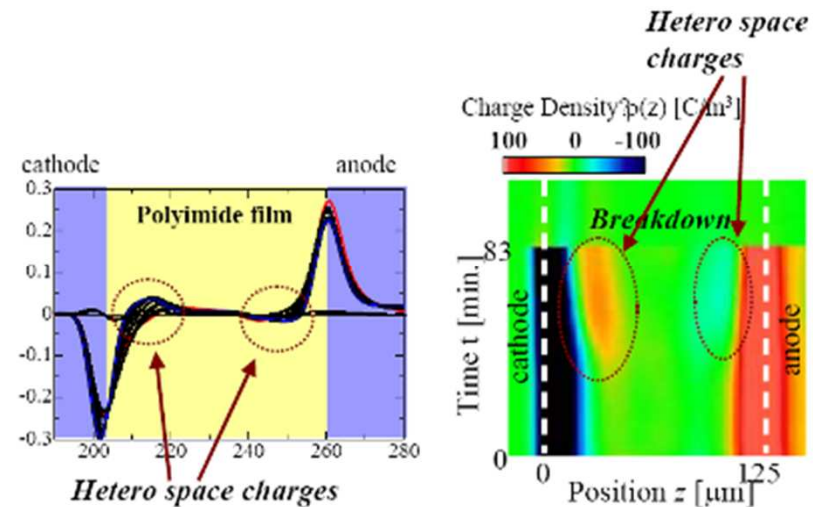 cathode
anode
0.3
0.2
0.1
0
-0.1
-0.2
-0.3
Polyimide film
200
220
240
260
280
Hetero space charges
Hetero space
charges
Charge Density?ρ(z) [C/m³]
100 0 -100
Breakdown
83
0
Time t [min.]
cathode
anode
0
125
Position z [μm]